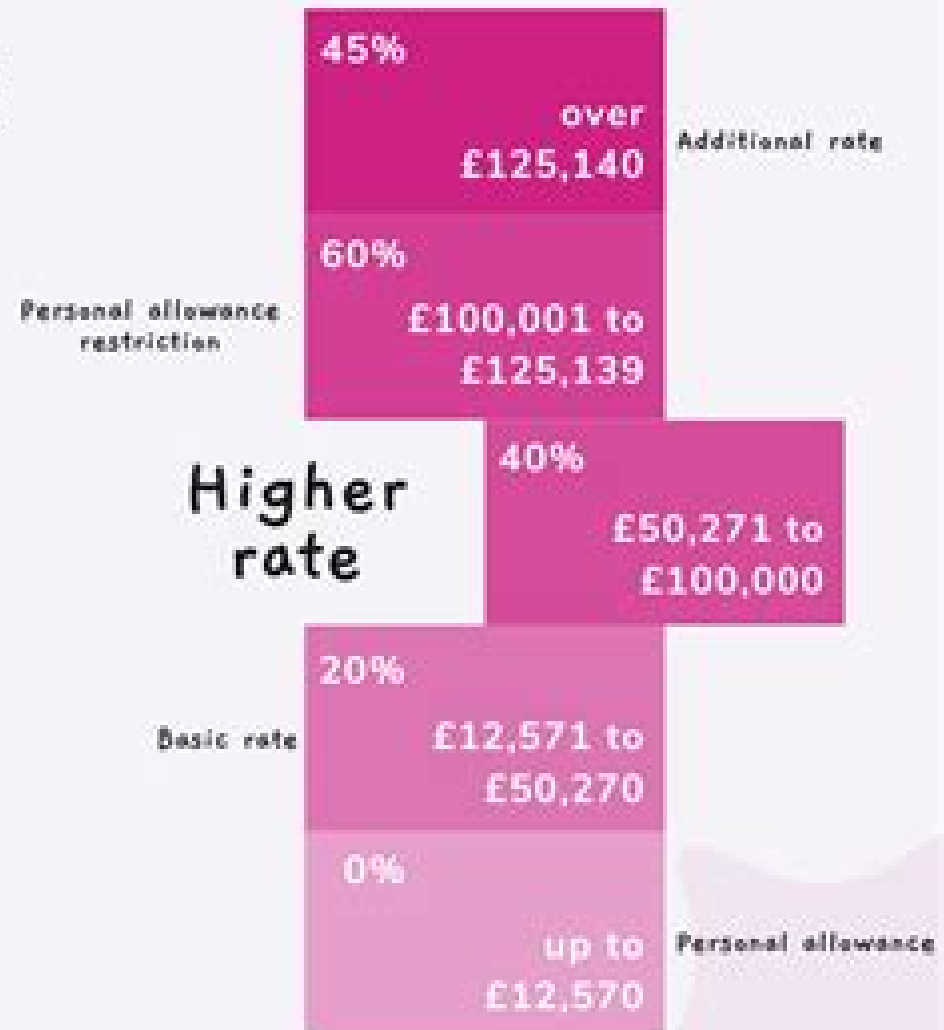 45%
over
£125,140
Additional rate
60%
£100,001 to
£125,139
Personal allowance
restriction
40%
£50,271 to
£100,000
Higher
rate
20%
£12,571 to
£50,270
Basic rate
0%
up to
£12,570
Personal allowance